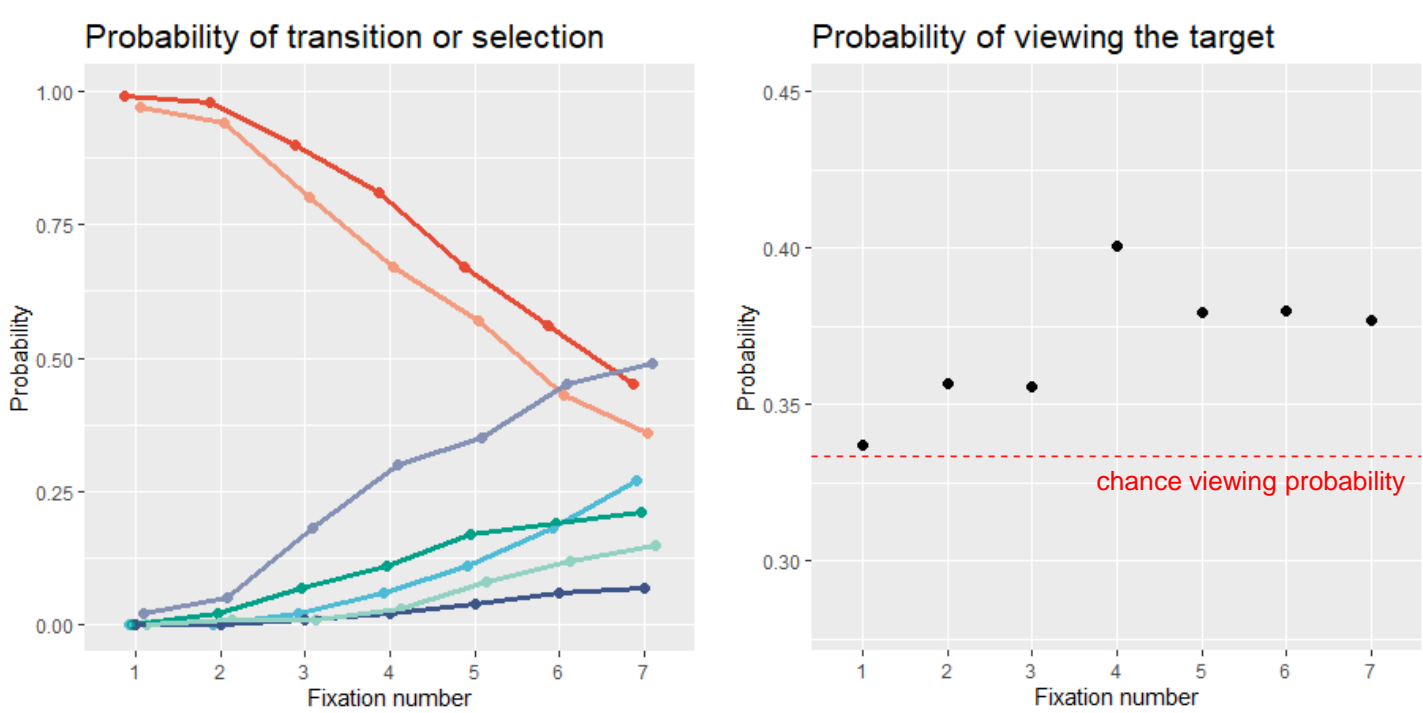 Probability of transition or selection
1.00
0.75
0.50
0.25
0.00
Probability
1 2 3 4 5 6 7
Fixation number
Probability of viewing the target
0.45
0.40
0.35
0.30
Probability
chance viewing probability
1 2 3 4 5 6 7
Fixation number